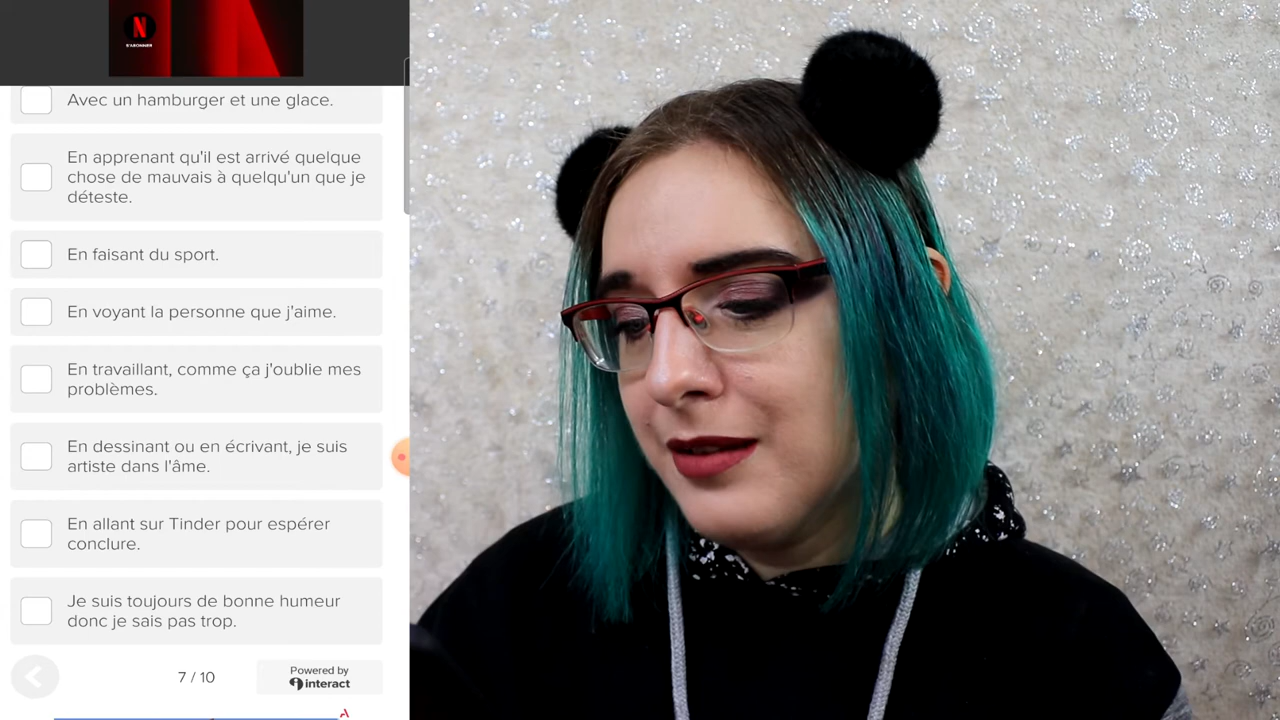 N
S'ABONNER
Avec un hamburger et une glace.
En apprenant qu'il est arrivé quelque
chose de mauvais à quelqu'un que je
déteste.
En faisant du sport.
En voyant la personne que j'aime.
En travaillant, comme ça j'oublie mes
problèmes.
En dessinant ou en écrivant, je suis
artiste dans l'âme.
En allant sur Tinder pour espérer
conclure.
Je suis toujours de bonne humeur
donc je sais pas trop.
7 / 10
Powered by
interact